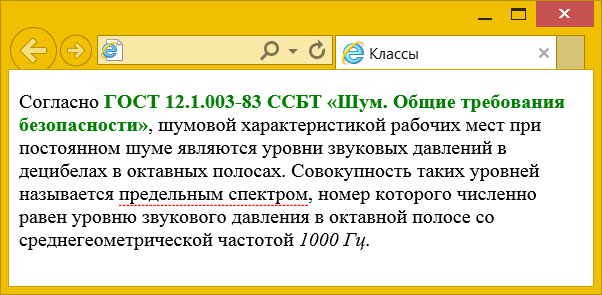 Классы
Согласно ГОСТ 12.1.003-83 ССБТ «Шум. Общие требования
безопасности», шумовой характеристикой рабочих мест при
постоянном шуме являются уровни звуковых давлений в
децибелах в октавных полосах. Совокупность таких уровней
называется предельным спектром, номер которого численно
равен уровню звукового давления в октавной полосе со
среднегеометрической частотой 1000 Гц.